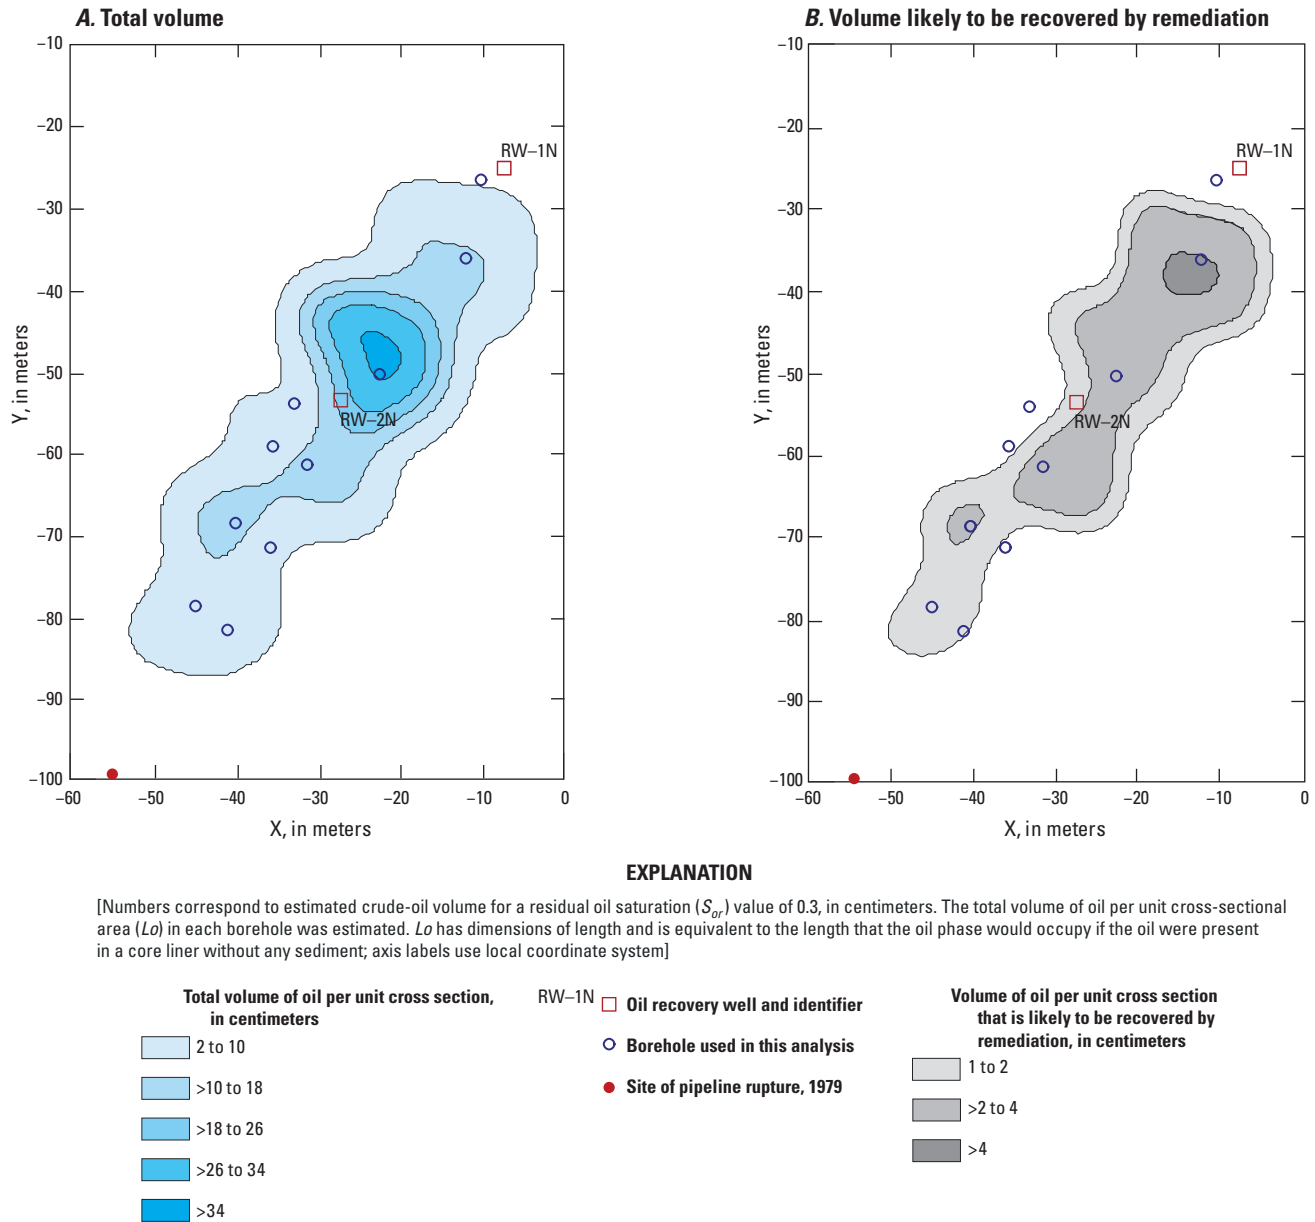 A. Total volume
–10
–20
–30
–40
–50
–60
–70
–80
–90
–100
–60
–50
–40
–30
–20
–10
0
Y, in meters
X, in meters
RW–1N
RW–2N
B. Volume likely to be recovered by remediation
–10
–20
–30
–40
–50
–60
–70
–80
–90
–100
–60
–50
–40
–30
–20
–10
0
Y, in meters
X, in meters
RW–1N
RW–2N
EXPLANATION
[Numbers correspond to estimated crude-oil volume for a residual oil saturation (Sor) value of 0.3, in centimeters. The total volume of oil per unit cross-sectional
area (Lo) in each borehole was estimated. Lo has dimensions of length and is equivalent to the length that the oil phase would occupy if the oil were present
in a core liner without any sediment; axis labels use local coordinate system]
Total volume of oil per unit cross section,
in centimeters
2 to 10
>10 to 18
>18 to 26
>26 to 34
>34
RW–1N
Oil recovery well and identifier
Borehole used in this analysis
Site of pipeline rupture, 1979
Volume of oil per unit cross section
that is likely to be recovered by
remediation, in centimeters
1 to 2
>2 to 4
>4